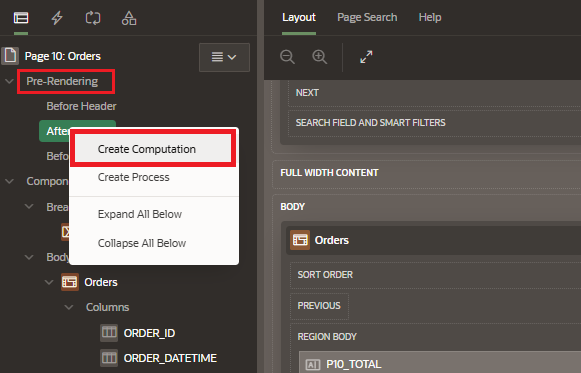 Page 10: Orders
Pre-Rendering
Before Header
After
Create Computation
Befo
Create Process
Compon
Expand All Below
Brea
Collapse All Below
Body
Orders
Columns
ORDER_ID
ORDER_DATETIME
Layout
Page Search
Help
NEXT
SEARCH FIELD AND SMART FILTERS
FULL WIDTH CONTENT
BODY
Orders
SORT ORDER
PREVIOUS
REGION BODY
P10_TOTAL